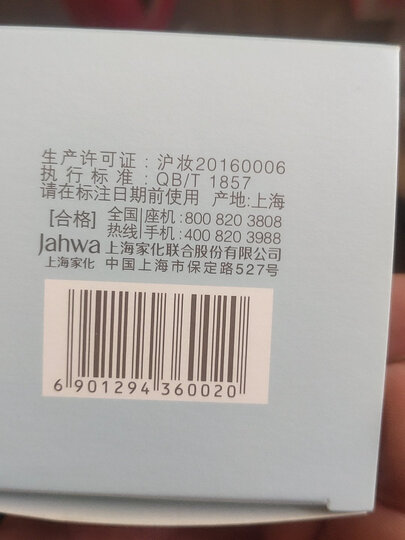 生产许可证：沪妆20160006
执行标准：QB/T 1857
请在标注日期前使用 产地:上海
[合格] 全国|座机:800 820 3808
热线|手机:400 820 3988
Jahwa 上海家化联合股份有限公司
上海家化 中国上海市保定路527号
6 901294 360020